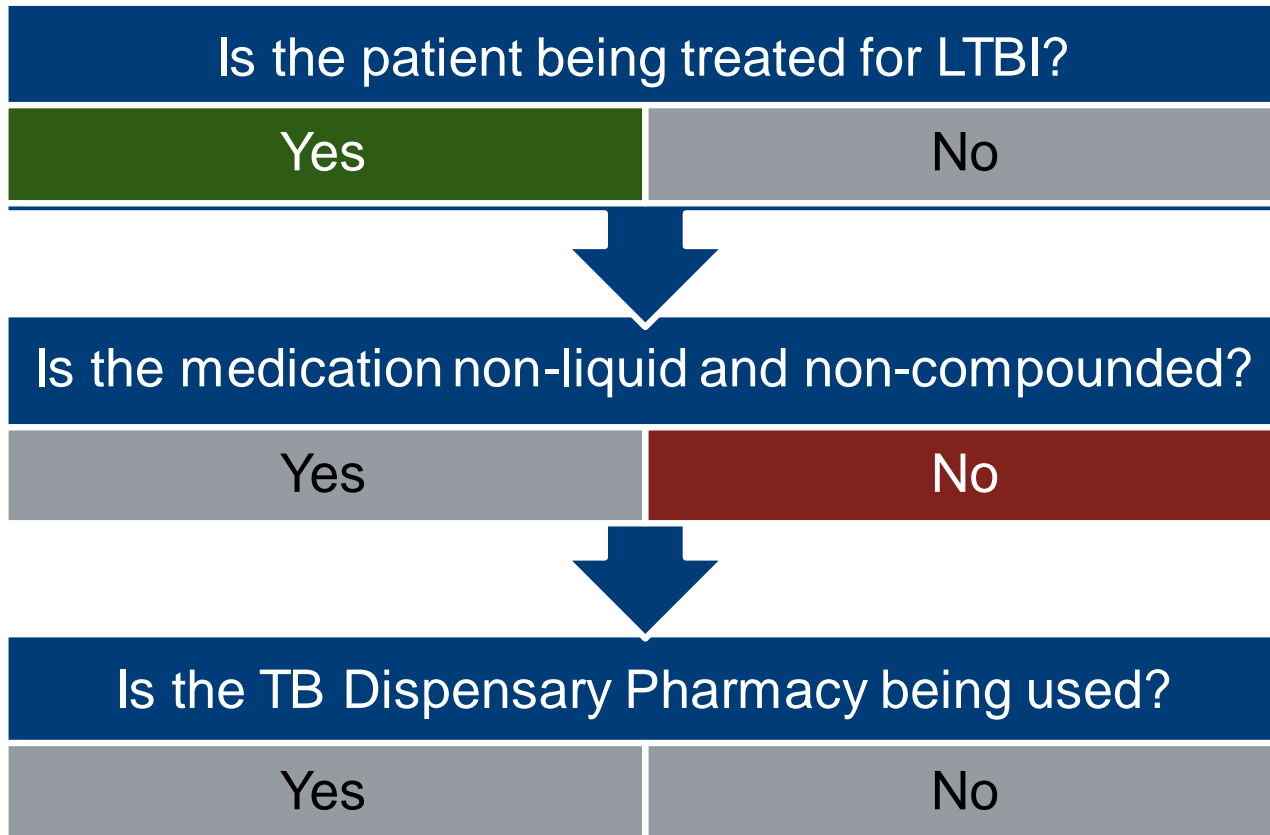 Is the patient being treated for LTBI?
Yes
No
Is the medication non-liquid and non-compounded?
Yes
No
Is the TB Dispensary Pharmacy being used?
Yes
No